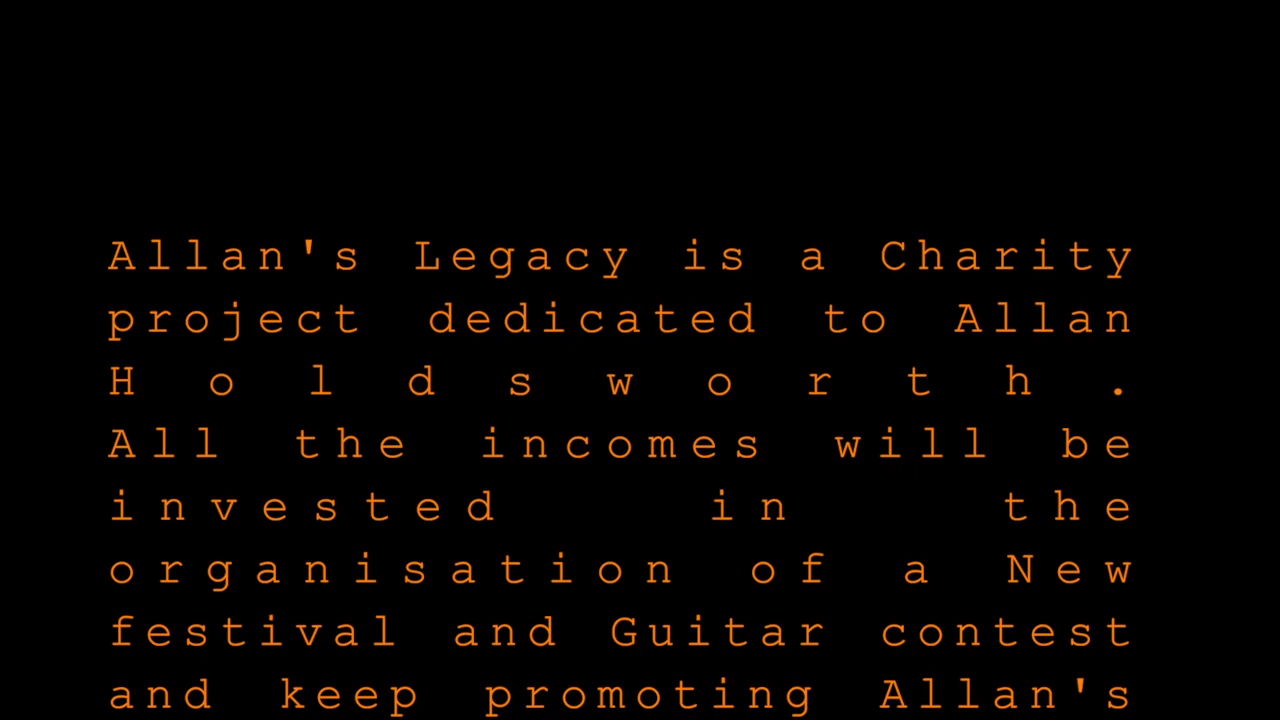 Allan's Legacy is a Charity
project dedicated to Allan
Holdsworth.
All the incomes will be
invested in the
organisation of a New
festival and Guitar contest
and keep promoting Allan's